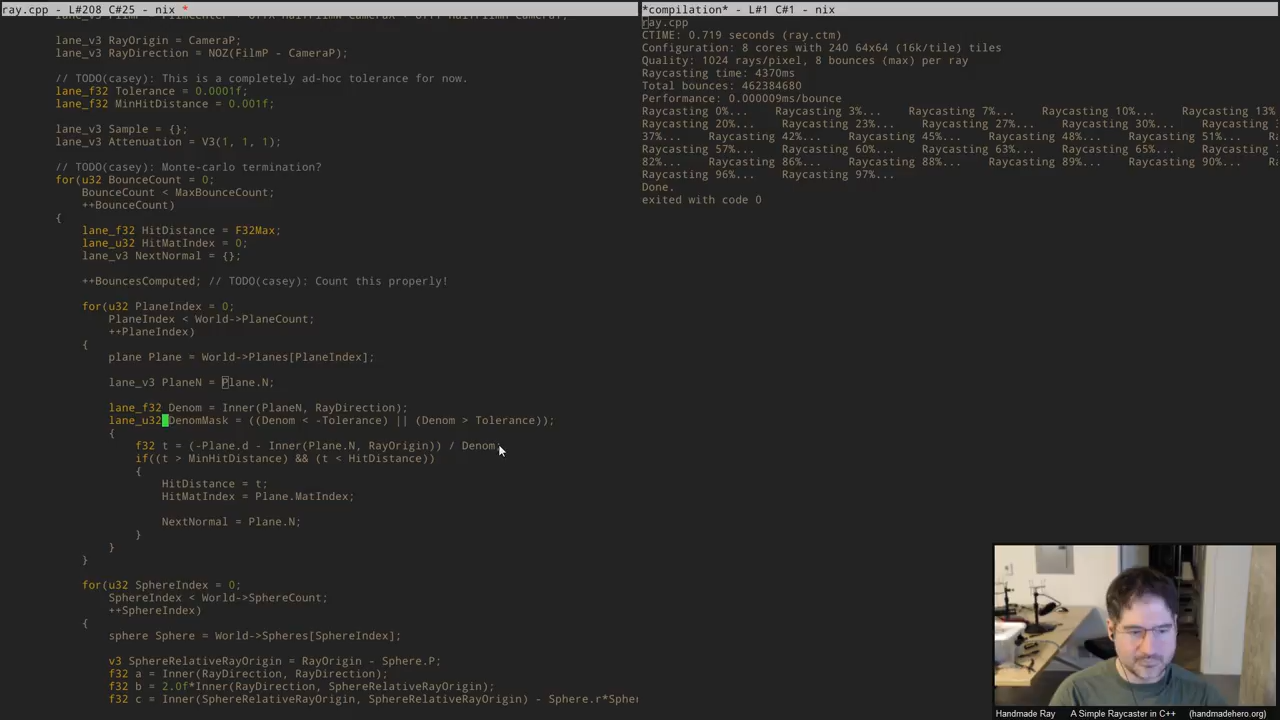 ray.cpp - L#208 C#25 - nix *
lane_v3 RayOrigin = CameraP;
lane_v3 RayDirection = NOZ(FilmP - CameraP);
// TODO(casey): This is a completely ad-hoc tolerance for now.
lane_f32 Tolerance = 0.0001f;
lane_f32 MinHitDistance = 0.001f;
lane_v3 Sample = {};
lane_v3 Attenuation = V3(1, 1, 1);
// TODO(casey): Monte-carlo termination?
for(u32 BounceCount = 0;
BounceCount < MaxBounceCount;
++BounceCount)
{
lane_f32 HitDistance = F32Max;
lane_u32 HitMatIndex = 0;
lane_v3 NextNormal = {};
++BouncesComputed; // TODO(casey): Count this properly!
for(u32 PlaneIndex = 0;
PlaneIndex < World->PlaneCount;
++PlaneIndex)
{
plane Plane = World->Planes[PlaneIndex];
lane_v3 PlaneN = Plane.N;
lane_f32 Denom = Inner(PlaneN, RayDirection);
lane_u32 DenomMask = ((Denom < -Tolerance) || (Denom > Tolerance));
{
f32 t = (-Plane.d - Inner(Plane.N, RayOrigin)) / Denom;
if((t > MinHitDistance) && (t < HitDistance))
{
HitDistance = t;
HitMatIndex = Plane.MatIndex;
NextNormal = Plane.N;
}
}
}
for(u32 SphereIndex = 0;
SphereIndex < World->SphereCount;
++SphereIndex)
{
sphere Sphere = World->Spheres[SphereIndex];
v3 SphereRelativeRayOrigin = RayOrigin - Sphere.P;
f32 a = Inner(RayDirection, RayDirection);
f32 b = 2.0f*Inner(RayDirection, SphereRelativeRayOrigin);
f32 c = Inner(SphereRelativeRayOrigin, SphereRelativeRayOrigin) - Sphere.r*Spher
*compilation* - L#1 C#1 - nix
ray.cpp
CTIME: 0.719 seconds (ray.ctm)
Configuration: 8 cores with 240 64x64 (16k/tile) tiles
Quality: 1024 rays/pixel, 8 bounces (max) per ray
Raycasting time: 4370ms
Total bounces: 462384680
Performance: 0.000009ms/bounce
Raycasting 0%... Raycasting 3%... Raycasting 7%... Raycasting 10%... Raycasting 13%
Raycasting 20%... Raycasting 23%... Raycasting 27%... Raycasting 30%... Raycasting
37%... Raycasting 42%... Raycasting 45%... Raycasting 48%... Raycasting 51%...
Raycasting 57%... Raycasting 60%... Raycasting 63%... Raycasting 65%... Raycasting
82%... Raycasting 86%... Raycasting 88%... Raycasting 89%... Raycasting 90%...
Raycasting 96%... Raycasting 97%...
Done.
exited with code 0
Handmade Ray A Simple Raycaster in C++ (handmadehero.org)